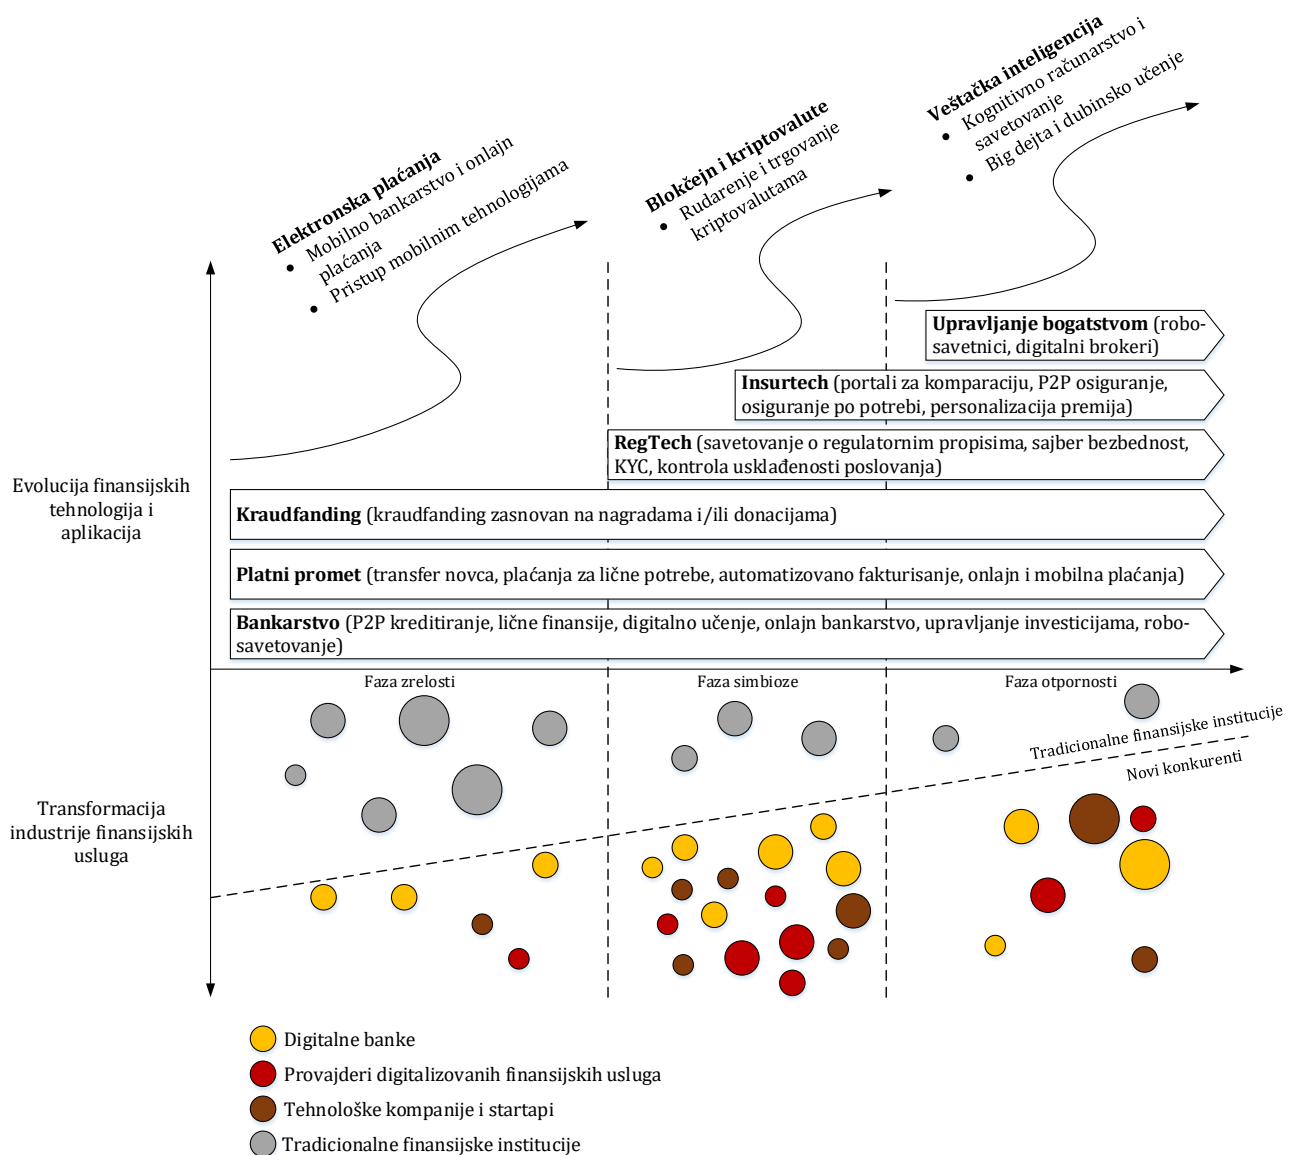 Elektronska plaćanja
• Mobilno bankarstvo i onlajn
plaćanja
• Pristup mobilnim tehnologijama
Blokčejn i kriptovalute
• Rudarenje i trgovanje
kriptovalutama
Veštačka inteligencija
• Kognitivno računarstvo i
savetovanje
• Big dejta i dubinsko učenje
Upravljanje bogatstvom (robo-
savetnici, digitalni brokeri)
Insurtech (portali za komparaciju, P2P osiguranje,
osiguranje po potrebi, personalizacija premija)
RegTech (savetovanje o regulatornim propisima, sajber bezbednost,
KYC, kontrola usklađenosti poslovanja)
Evolucija finansijskih
tehnologija i
aplikacija
Kraudfanding (kraudfanding zasnovan na nagradama i/ili donacijama)
Platni promet (transfer novca, plaćanja za lične potrebe, automatizovano fakturisanje, onlajn i mobilna plaćanja)
Bankarstvo (P2P kreditiranje, lične finansije, digitalno učenje, onlajn bankarstvo, upravljanje investicijama, robo-
savetovanje)
Faza zrelosti
Faza simbioze
Faza otpornosti
Tradicionalne finansijske institucije
Novi konkurenti
Transformacija
industrije finansijskih
usluga
Digitalne banke
Provajderi digitalizovanih finansijskih usluga
Tehnološke kompanije i startapi
Tradicionalne finansijske institucije